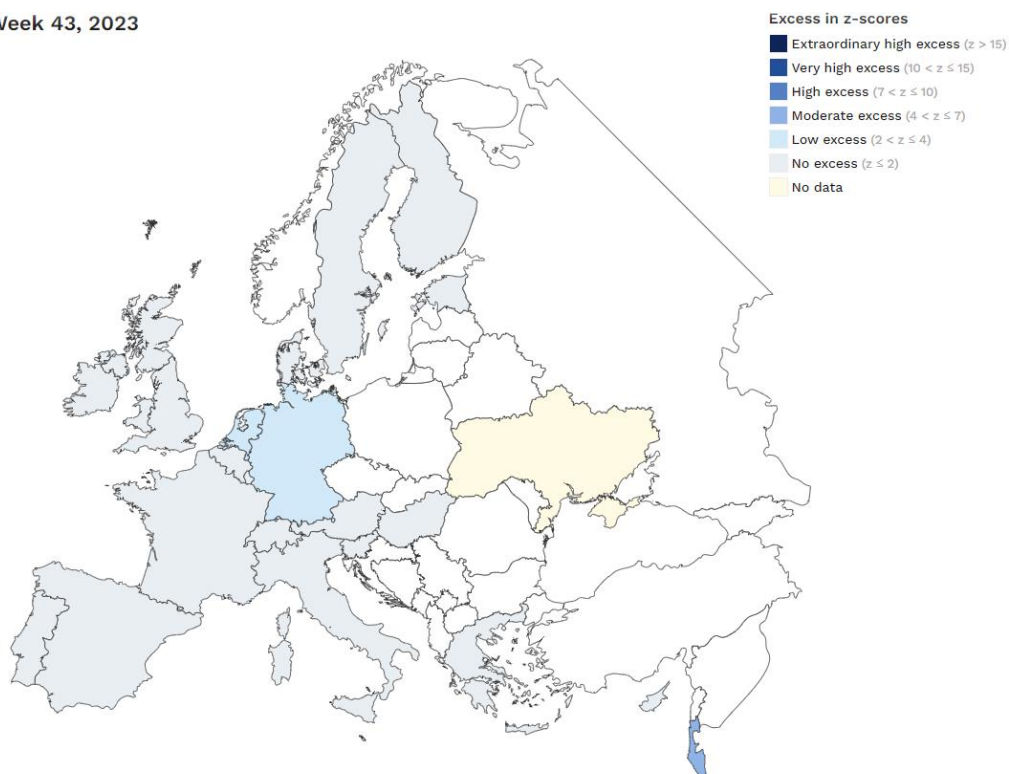 Week 43, 2023
Excess in z-scores
Extraordinary high excess (z > 15)
Very high excess (10 < z ≤ 15)
High excess (7 < z ≤ 10)
Moderate excess (4 < z ≤ 7)
Low excess (2 < z ≤ 4)
No excess (z ≤ 2)
No data